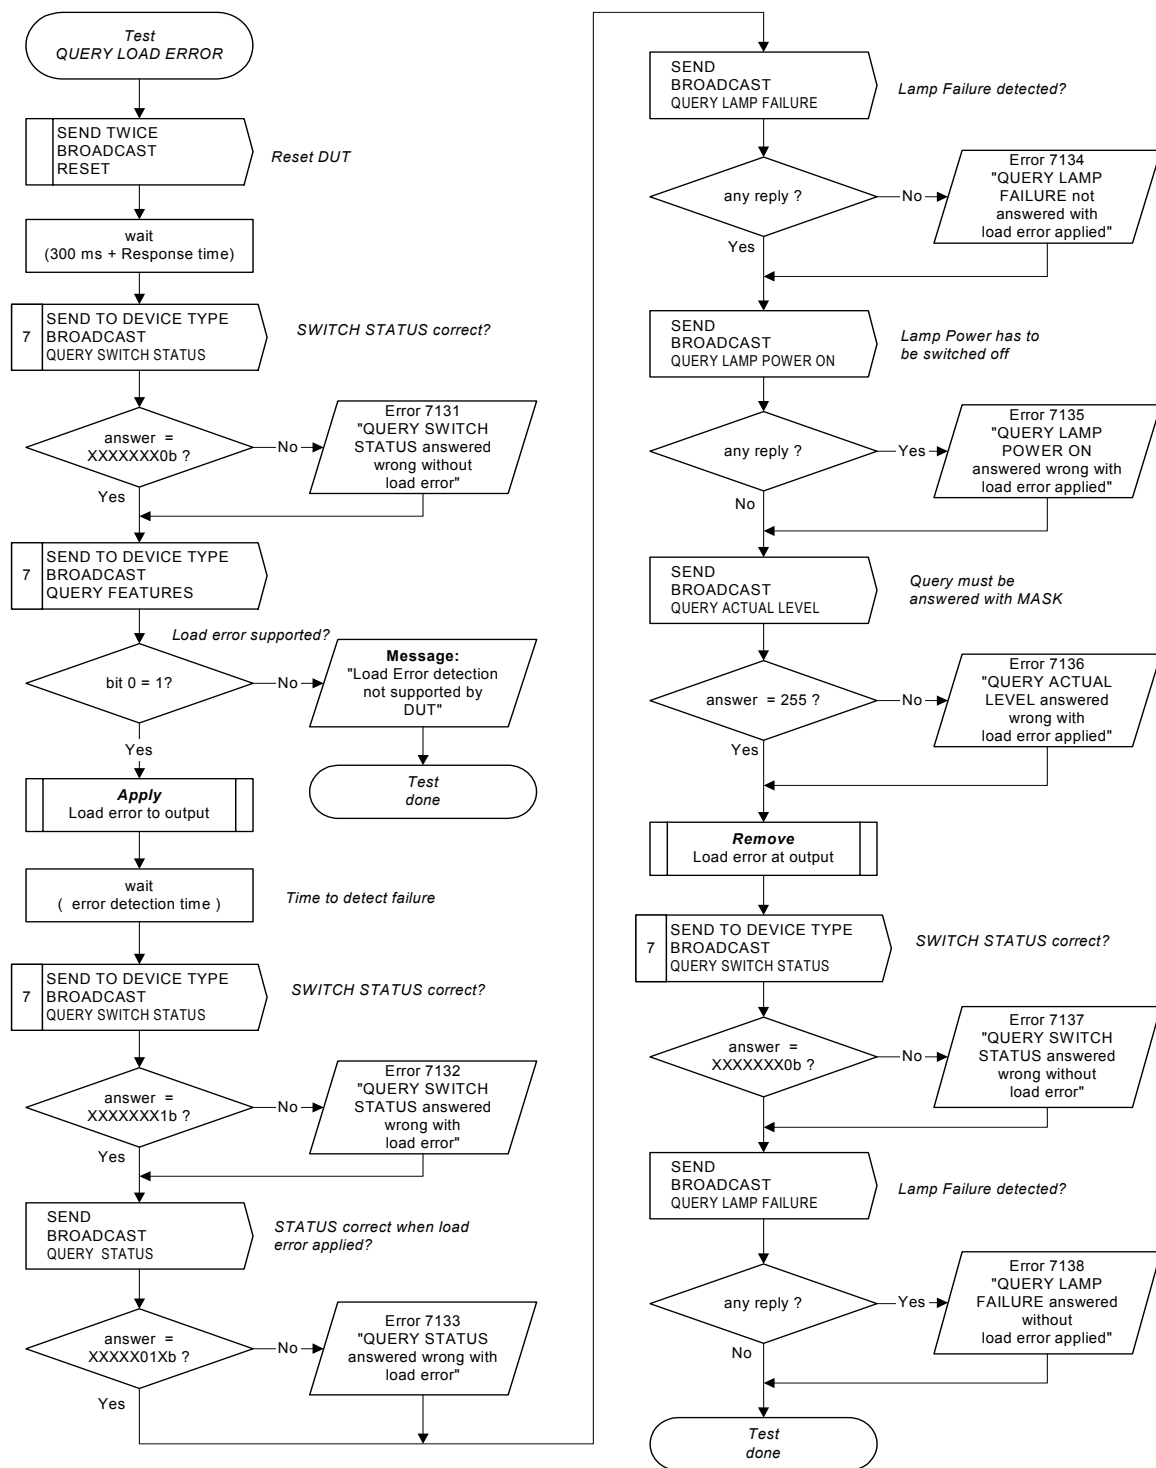 Test
QUERY LOAD ERROR
SEND TWICE
BROADCAST
RESET
Reset DUT
wait
(300 ms + Response time)
7
SEND TO DEVICE TYPE
BROADCAST
QUERY SWITCH STATUS
SWITCH STATUS correct?
answer =
XXXXXXX0b ?
No
Error 7131
"QUERY SWITCH
STATUS answered
wrong without
load error"
Yes
7
SEND TO DEVICE TYPE
BROADCAST
QUERY FEATURES
Load error supported?
bit 0 = 1?
No
Message:
"Load Error detection
not supported by
DUT"
Yes
Test
done
Apply
Load error to output
wait
( error detection time )
Time to detect failure
7
SEND TO DEVICE TYPE
BROADCAST
QUERY SWITCH STATUS
SWITCH STATUS correct?
answer =
XXXXXXX1b ?
No
Error 7132
"QUERY SWITCH
STATUS answered
wrong with
load error"
Yes
SEND
BROADCAST
QUERY STATUS
STATUS correct when load
error applied?
answer =
XXXXX01Xb ?
No
Error 7133
"QUERY STATUS
answered wrong with
load error"
Yes
SEND
BROADCAST
QUERY LAMP FAILURE
Lamp Failure detected?
any reply ?
No
Error 7134
"QUERY LAMP
FAILURE not
answered with
load error applied"
Yes
SEND
BROADCAST
QUERY LAMP POWER ON
Lamp Power has to
be switched off
any reply ?
Yes
Error 7135
"QUERY LAMP
POWER ON
answered wrong with
load error applied"
No
SEND
BROADCAST
QUERY ACTUAL LEVEL
Query must be
answered with MASK
answer = 255 ?
No
Error 7136
"QUERY ACTUAL
LEVEL answered
wrong with
load error applied"
Yes
Remove
Load error at output
7
SEND TO DEVICE TYPE
BROADCAST
QUERY SWITCH STATUS
SWITCH STATUS correct?
answer =
XXXXXXX0b ?
No
Error 7137
"QUERY SWITCH
STATUS answered
wrong without
load error"
Yes
SEND
BROADCAST
QUERY LAMP FAILURE
Lamp Failure detected?
any reply ?
Yes
Error 7138
"QUERY LAMP
FAILURE answered
without
load error applied"
No
Test
done